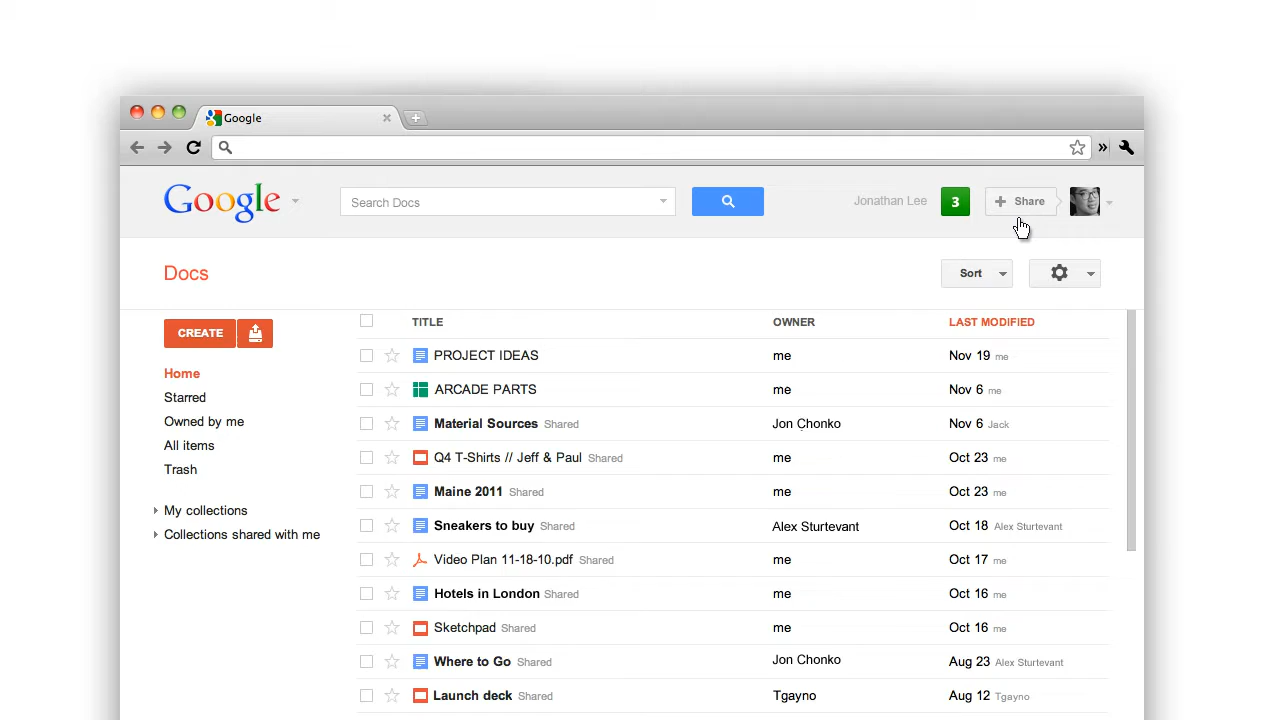 Google
Google Search Docs Jonathan Lee 3 + Share
Docs Sort
CREATE
Home
Starred
Owned by me
All items
Trash
My collections
Collections shared with me
TITLE OWNER LAST MODIFIED
PROJECT IDEAS me Nov 19 me
ARCADE PARTS me Nov 6 me
Material Sources Shared Jon Chonko Nov 6 Jack
Q4 T-Shirts // Jeff & Paul Shared me Oct 23 me
Maine 2011 Shared me Oct 23 me
Sneakers to buy Shared Alex Sturtevant Oct 18 Alex Sturtevant
Video Plan 11-18-10.pdf Shared me Oct 17 me
Hotels in London Shared me Oct 16 me
Sketchpad Shared me Oct 16 me
Where to Go Shared Jon Chonko Aug 23 Alex Sturtevant
Launch deck Shared Tgayno Aug 12 Tgayno